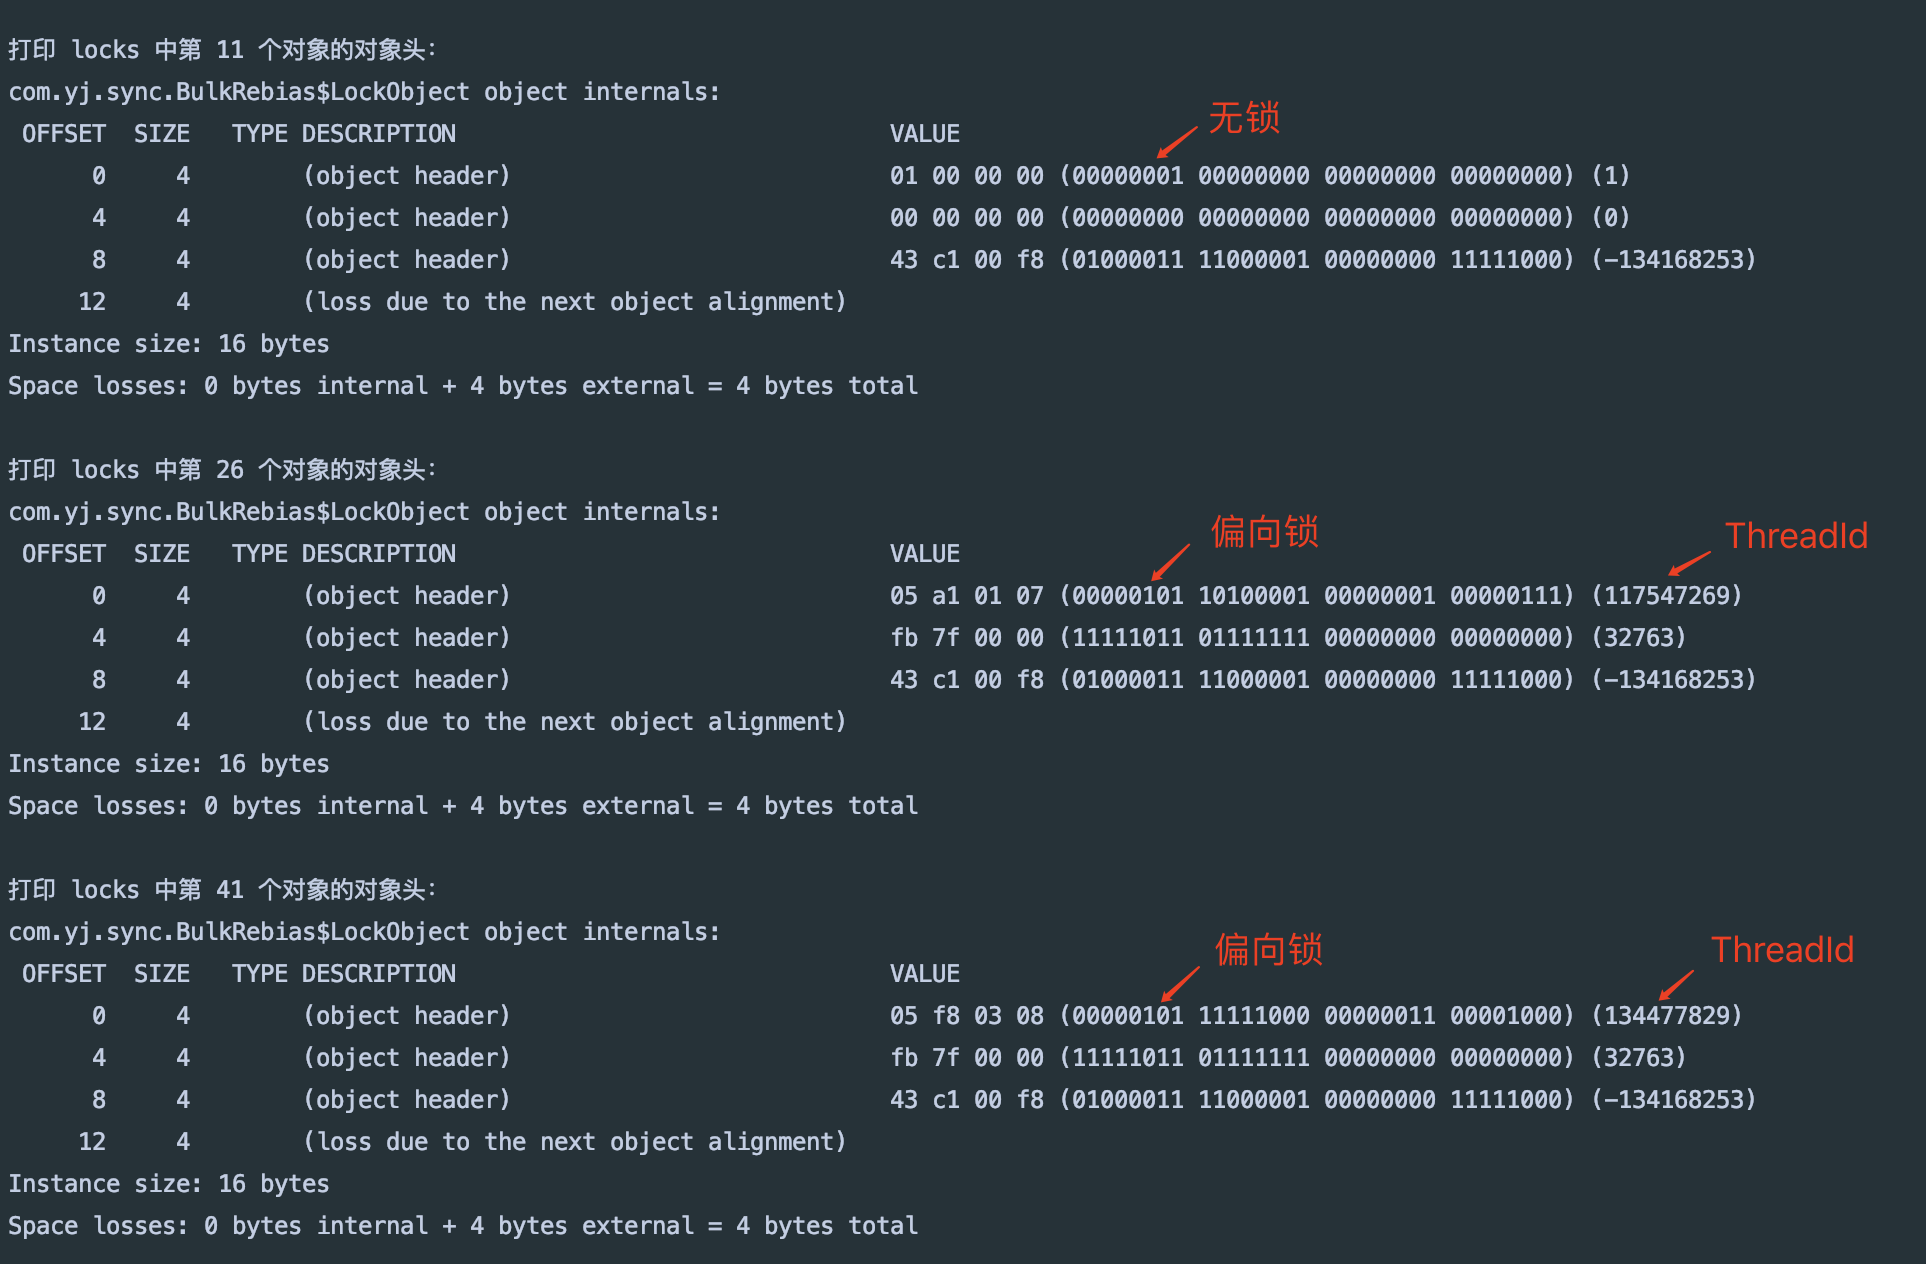 打印 locks 中第 11 个对象的对象头:
com.yj.sync.BulkRebias$LockObject object internals:
无锁
OFFSET SIZE TYPE DESCRIPTION VALUE
0 4 (object header) 01 00 00 00 (00000001 00000000 00000000 00000000) (1)
4 4 (object header) 00 00 00 00 (00000000 00000000 00000000 00000000) (0)
8 4 (object header) 43 c1 00 f8 (01000011 11000001 00000000 11111000) (-134168253)
12 4 (loss due to the next object alignment)
Instance size: 16 bytes
Space losses: 0 bytes internal + 4 bytes external = 4 bytes total
打印 locks 中第 26 个对象的对象头:
com.yj.sync.BulkRebias$LockObject object internals:
偏向锁 ThreadId
OFFSET SIZE TYPE DESCRIPTION VALUE
0 4 (object header) 05 a1 01 07 (00000101 10100001 00000001 00000111) (117547269)
4 4 (object header) fb 7f 00 00 (11111011 01111111 00000000 00000000) (32763)
8 4 (object header) 43 c1 00 f8 (01000011 11000001 00000000 11111000) (-134168253)
12 4 (loss due to the next object alignment)
Instance size: 16 bytes
Space losses: 0 bytes internal + 4 bytes external = 4 bytes total
打印 locks 中第 41 个对象的对象头:
com.yj.sync.BulkRebias$LockObject object internals:
偏向锁 ThreadId
OFFSET SIZE TYPE DESCRIPTION VALUE
0 4 (object header) 05 f8 03 08 (00000101 11111000 00000011 00001000) (134477829)
4 4 (object header) fb 7f 00 00 (11111011 01111111 00000000 00000000) (32763)
8 4 (object header) 43 c1 00 f8 (01000011 11000001 00000000 11111000) (-134168253)
12 4 (loss due to the next object alignment)
Instance size: 16 bytes
Space losses: 0 bytes internal + 4 bytes external = 4 bytes total